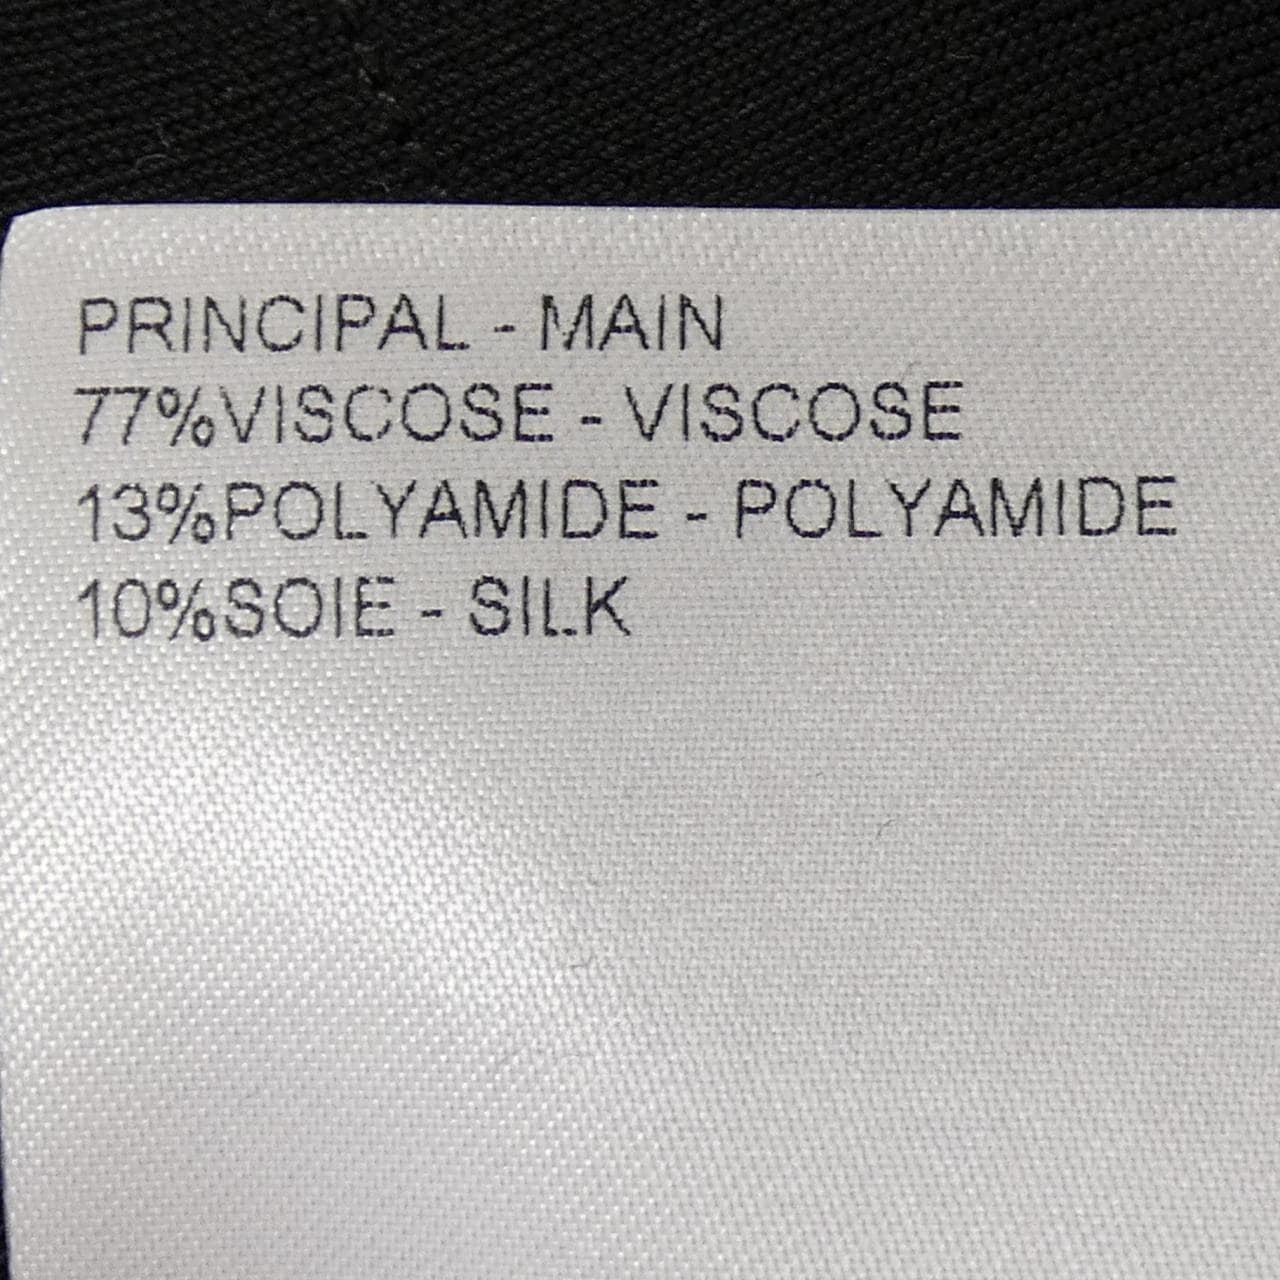 PRINCIPAL - MAIN
77%VISCOSE - VISCOSE
13%POLYAMIDE - POLYAMIDE
10%SOIE - SILK